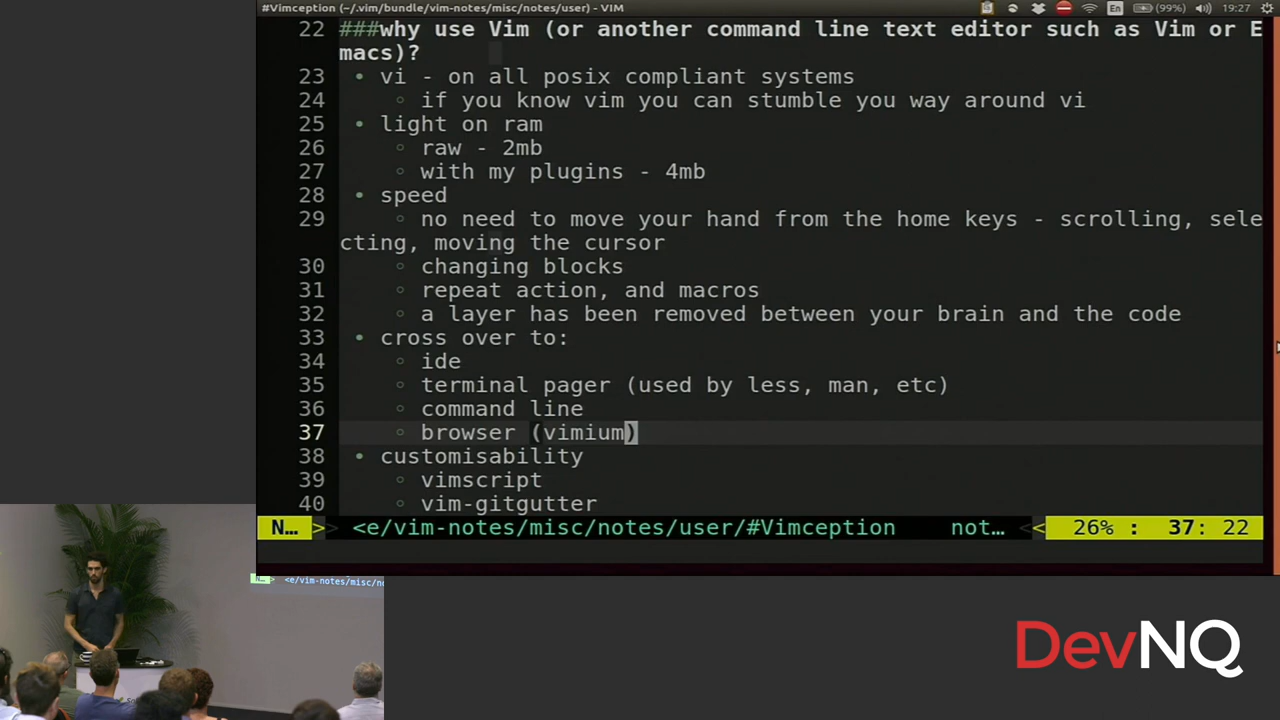 #Vimception (~/.vim/bundle/vim-notes/misc/notes/user) - VIM
En (99%) 19:27
22 ###why use Vim (or another command line text editor such as Vim or E
macs)?
23 • vi - on all posix compliant systems
24 ◦ if you know vim you can stumble you way around vi
25 • light on ram
26 ◦ raw - 2mb
27 ◦ with my plugins - 4mb
28 • speed
29 ◦ no need to move your hand from the home keys - scrolling, sele
cting, moving the cursor
30 ◦ changing blocks
31 ◦ repeat action, and macros
32 ◦ a layer has been removed between your brain and the code
33 • cross over to:
34 ◦ ide
35 ◦ terminal pager (used by less, man, etc)
36 ◦ command line
37 ◦ browser (vimium)
38 • customisability
39 ◦ vimscript
40 ◦ vim-gitgutter
N… > <e/vim-notes/misc/notes/user/#Vimception not… < 26% : 37: 22
<e/vim-notes/misc/no
DevNQ